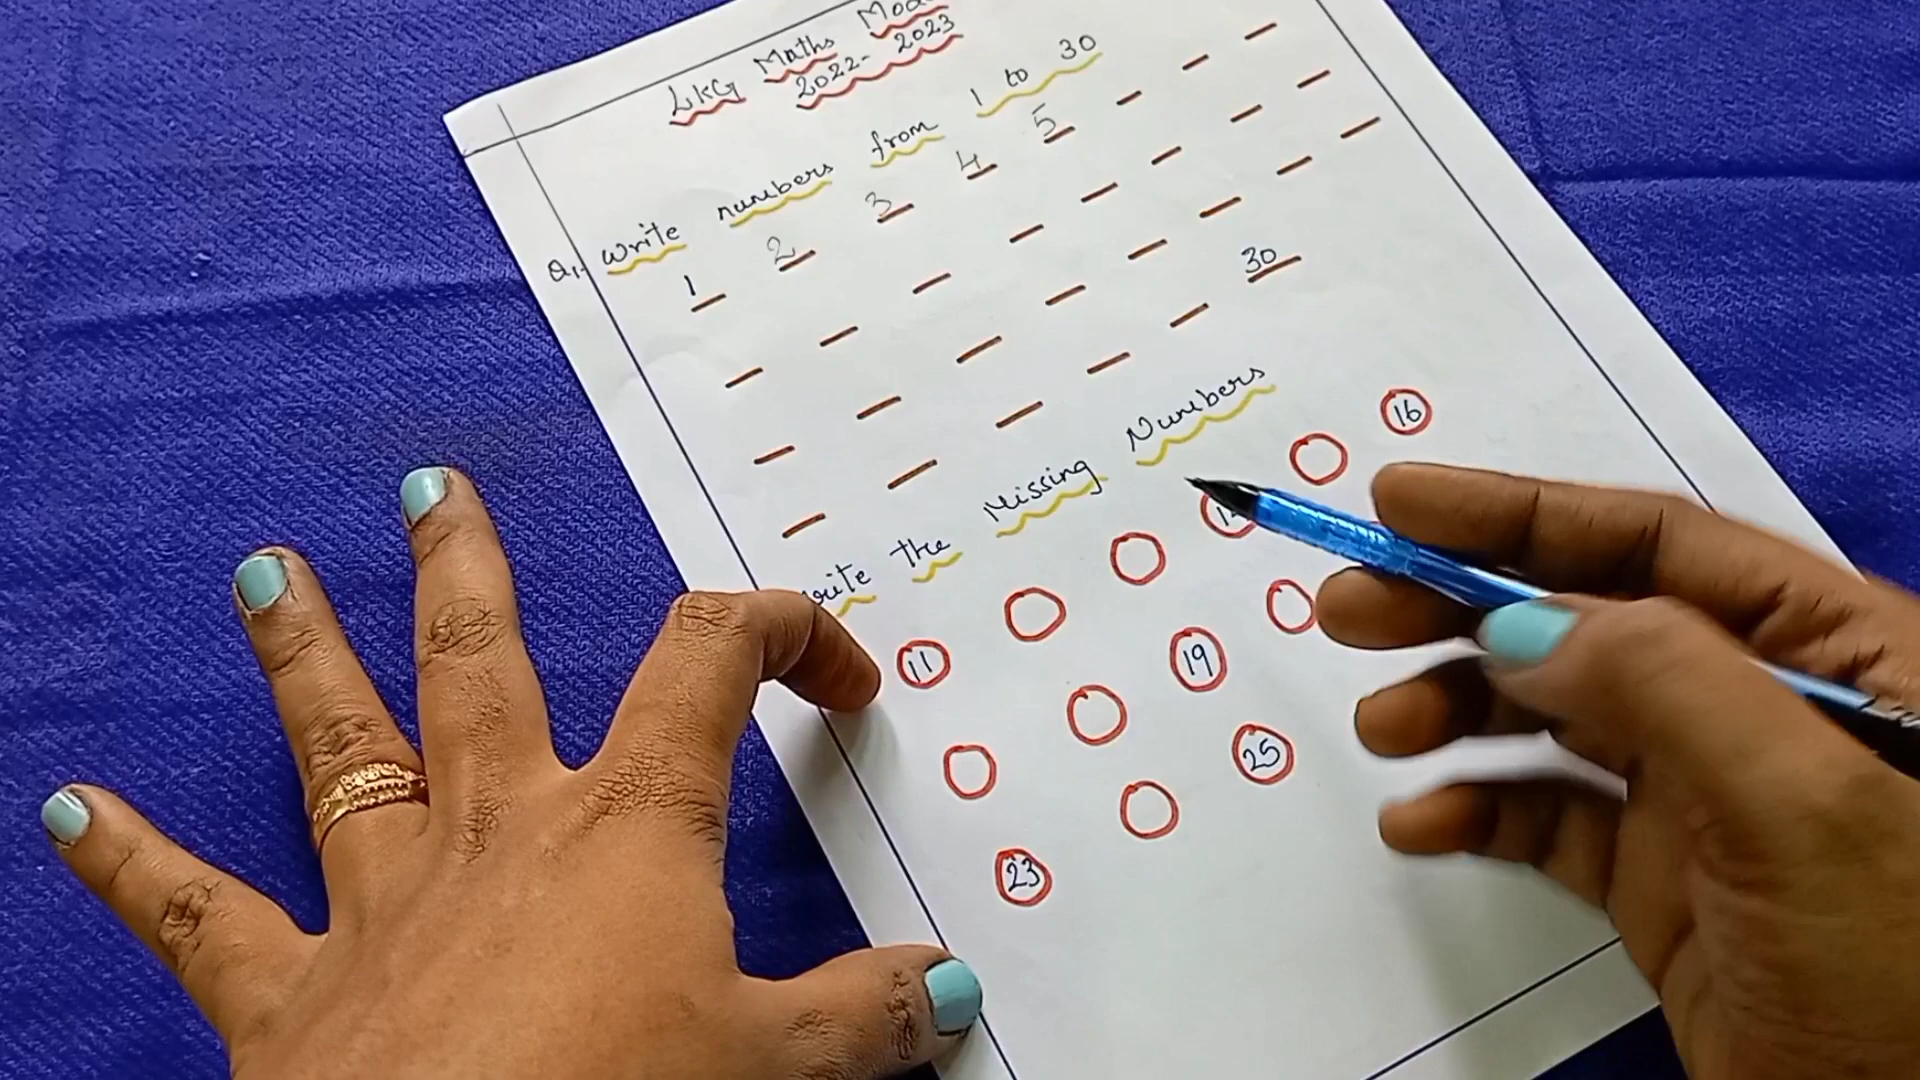 LKG Maths
2022-2023
Q1. Write numbers from 1 to 30
1 2 3 4 5
30
the Missing Numbers
11 16
19
23 25